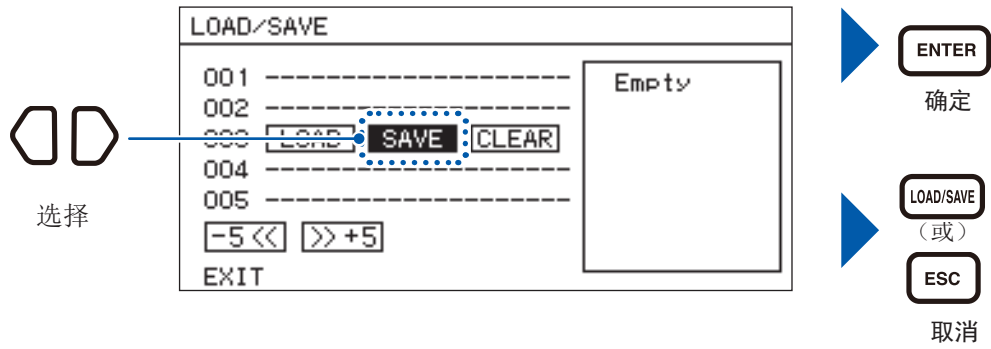 LOAD/SAVE
001 -------------------
002 -------------------
003 LOAD SAVE CLEAR
004 -------------------
005 -------------------
-5<< >>+5
EXIT
Empty
选择
ENTER
确定
LOAD/SAVE
（或）
ESC
取消